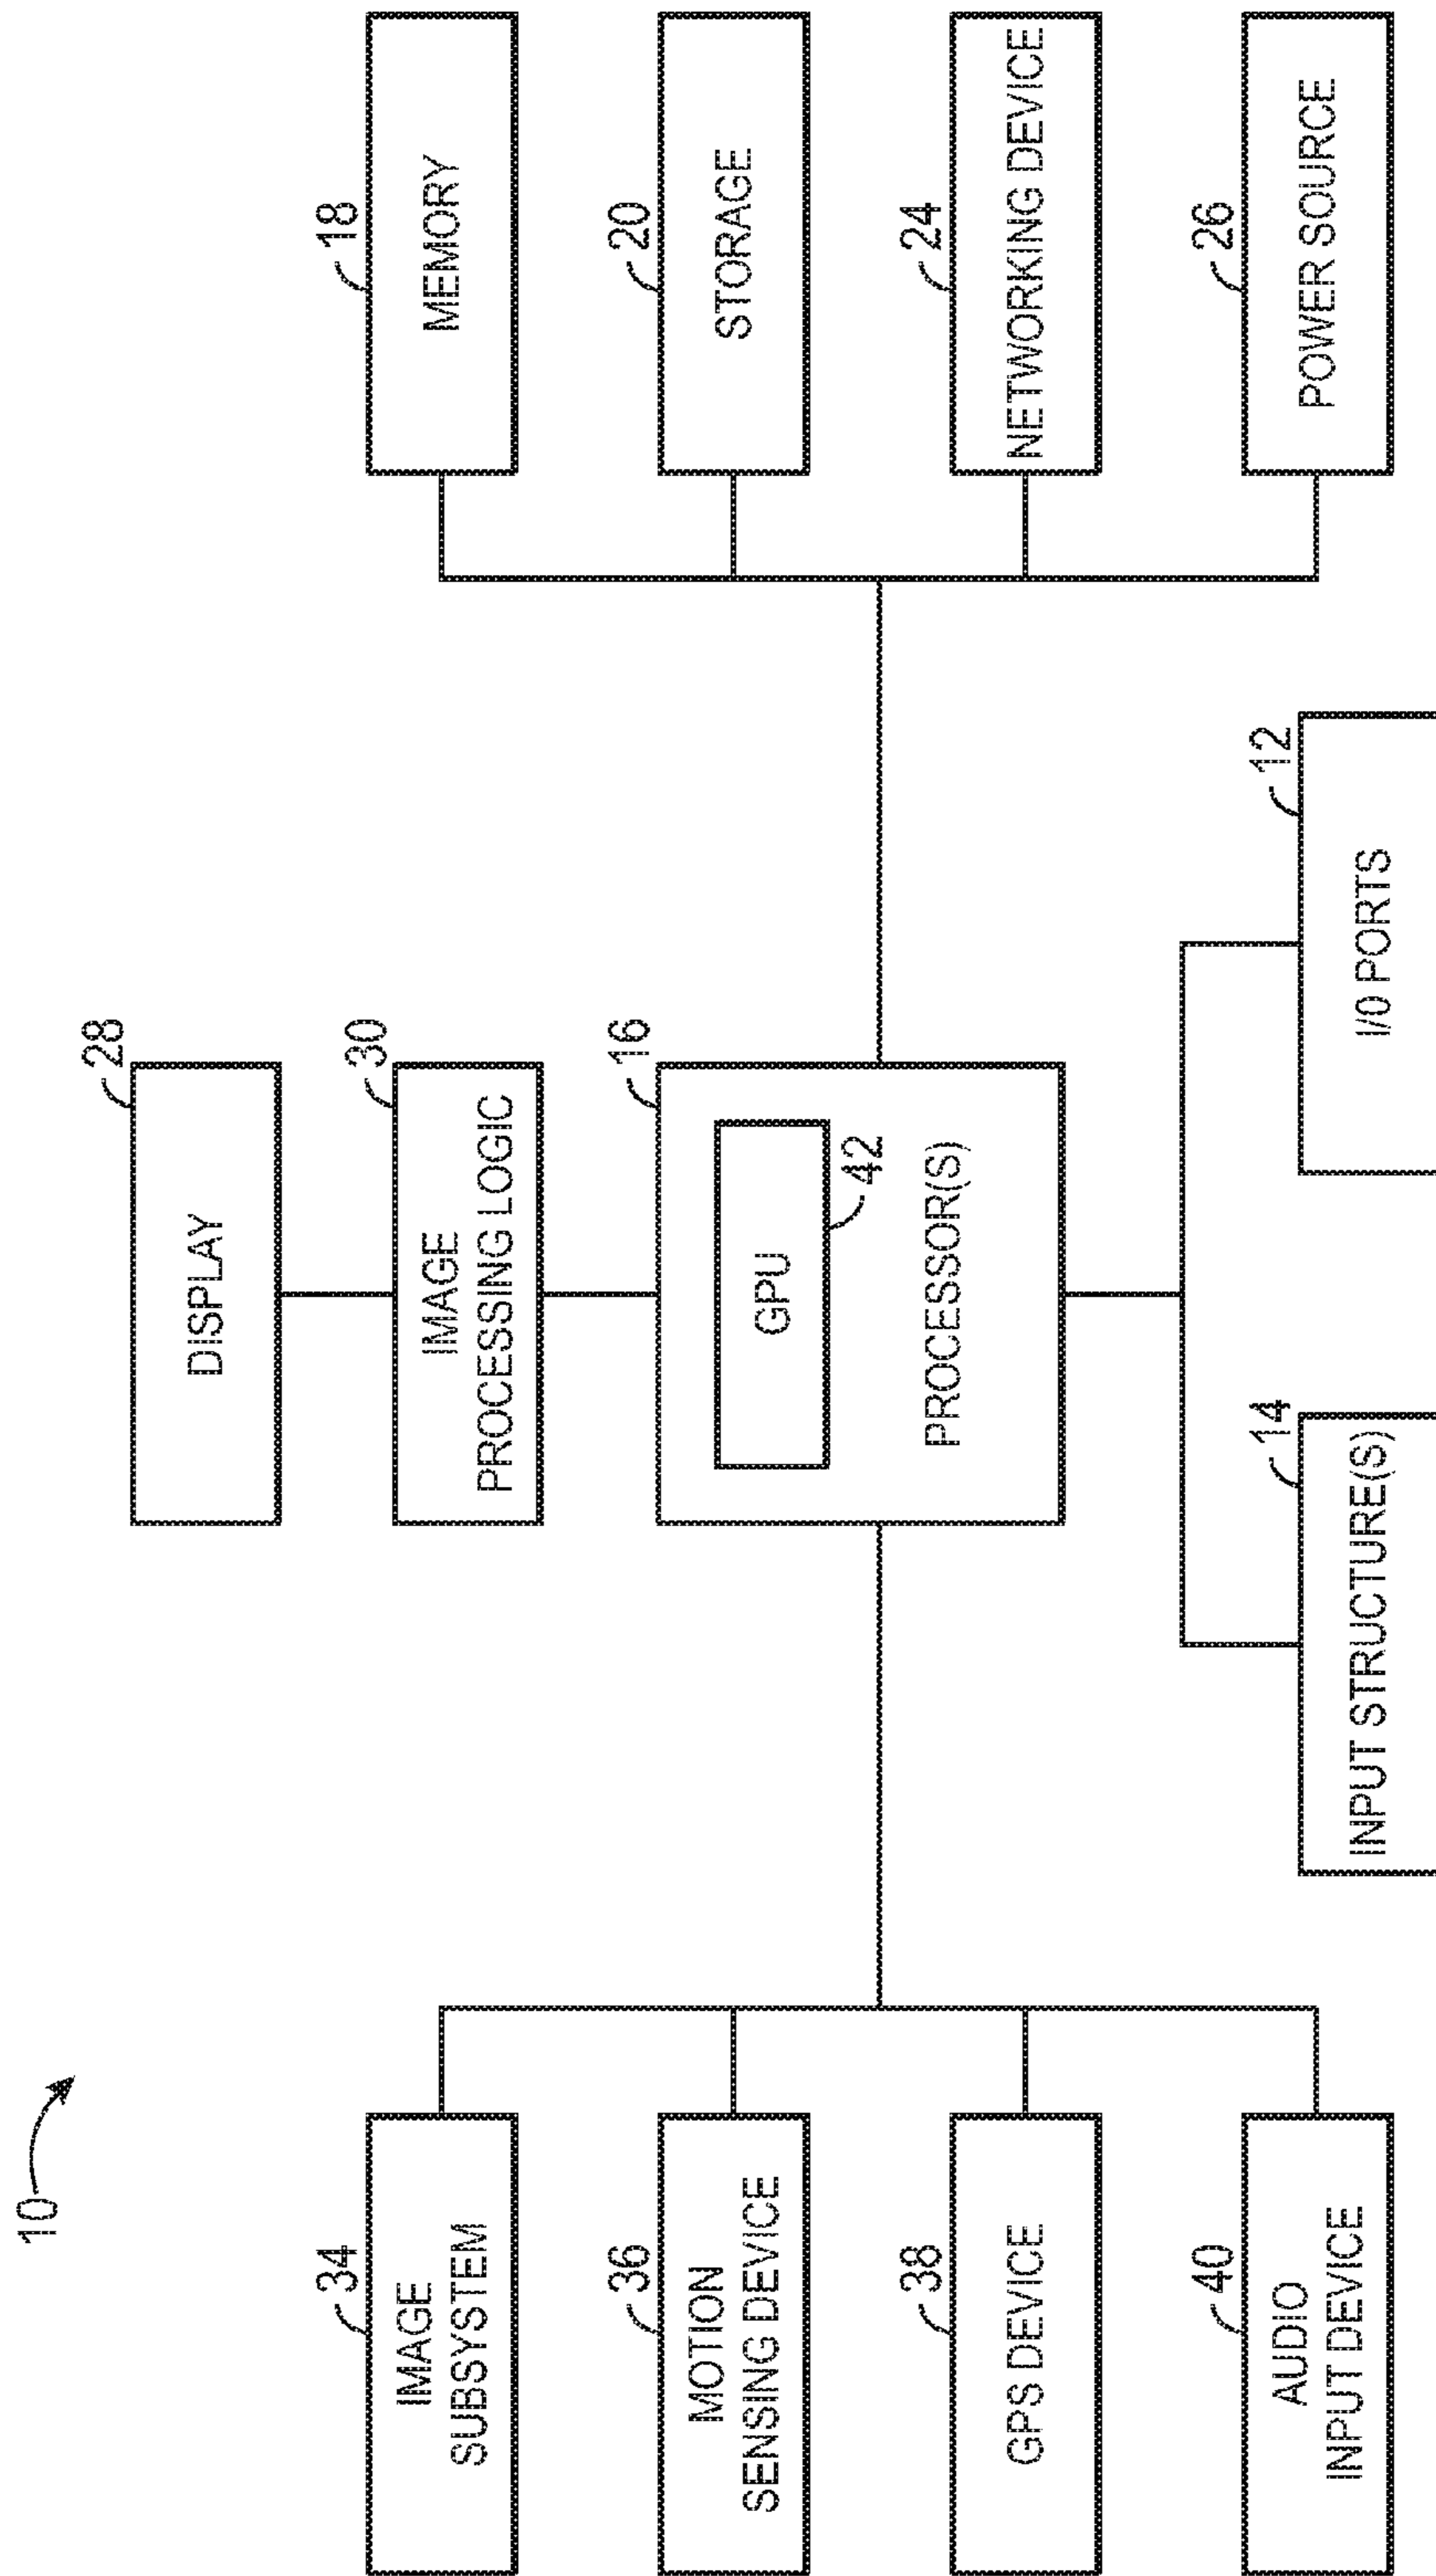 10
28
DISPLAY
30
IMAGE
PROCESSING LOGIC
34
IMAGE
SUBSYSTEM
18
MEMORY
16
GPU
42
PROCESSOR(S)
36
MOTION
SENSING DEVICE
20
STORAGE
38
GPS DEVICE
24
NETWORKING DEVICE
40
AUDIO
INPUT DEVICE
14
INPUT STRUCTURE(S)
12
I/0 PORTS
26
POWER SOURCE